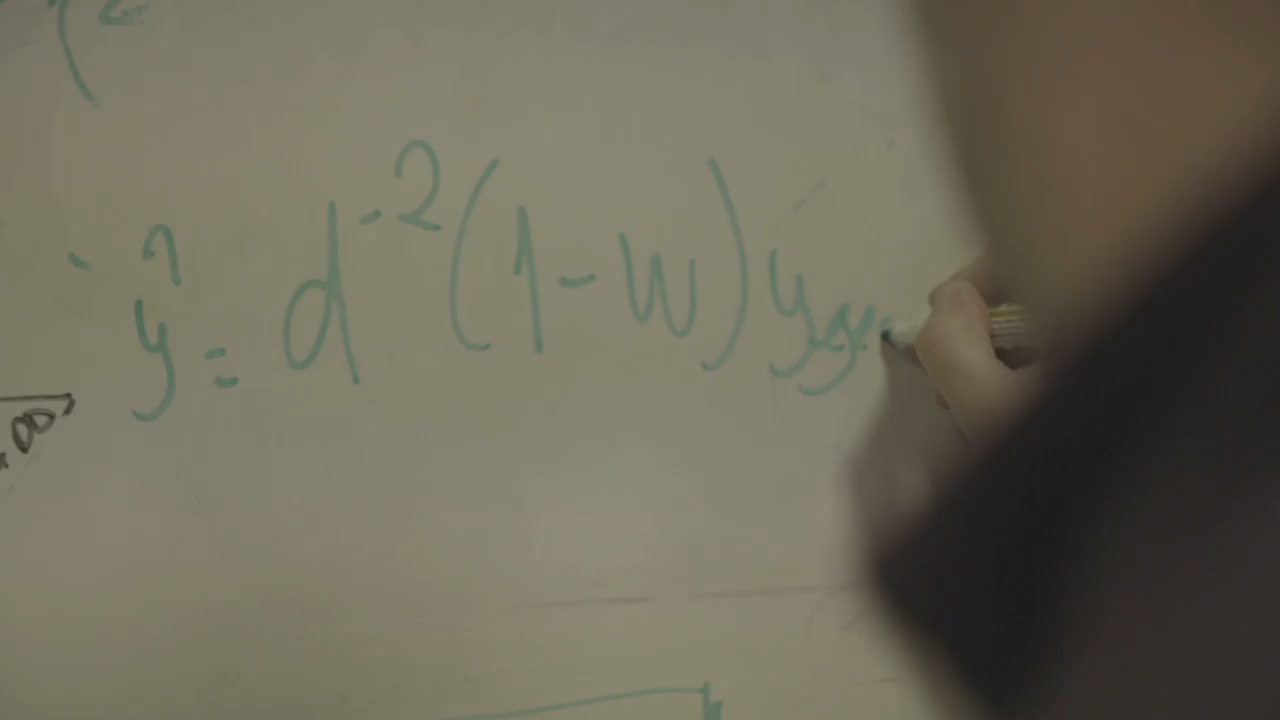 ŷ = d⁻²(1-w)y